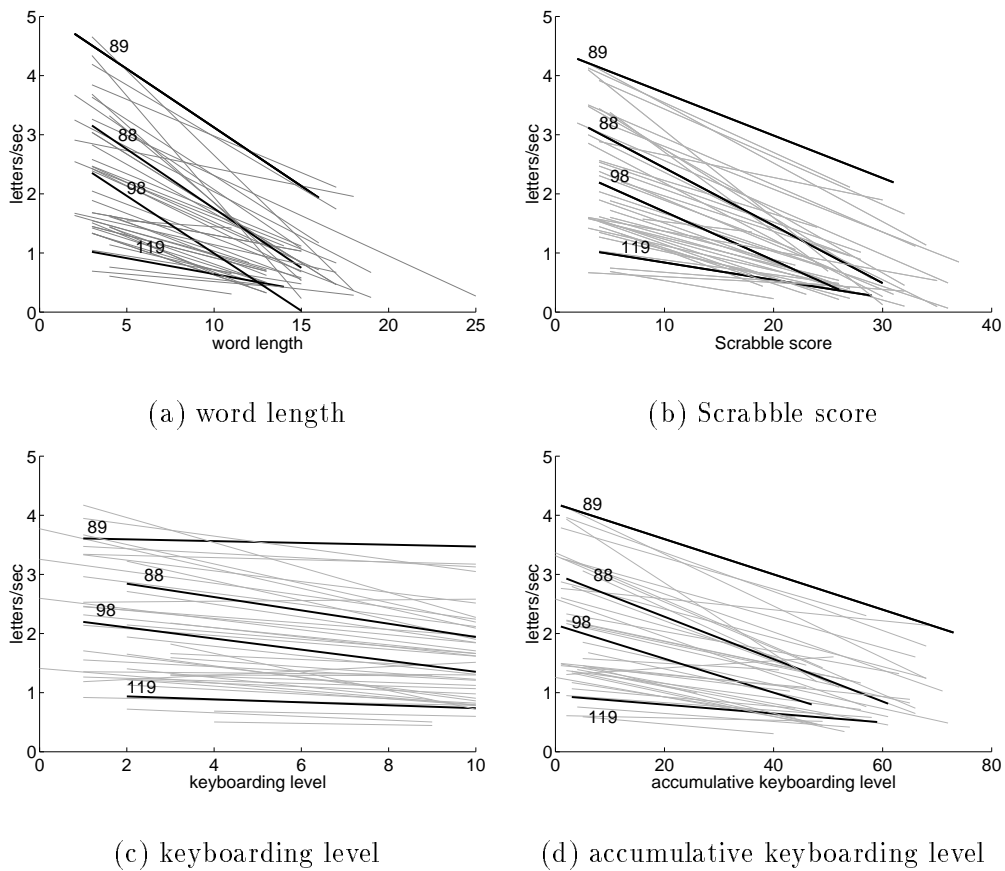 5
4
3
2
1
0
letters/sec
89
88
98
119
0 5 10 15 20 25
word length
(a) word length
5
4
3
2
1
0
letters/sec
89
88
98
119
0 10 20 30 40
Scrabble score
(b) Scrabble score
5
4
3
2
1
0
letters/sec
89
88
98
119
0 2 4 6 8 10
keyboarding level
(c) keyboarding level
5
4
3
2
1
0
letters/sec
89
88
98
119
0 20 40 60 80
accumulative keyboarding level
(d) accumulative keyboarding level